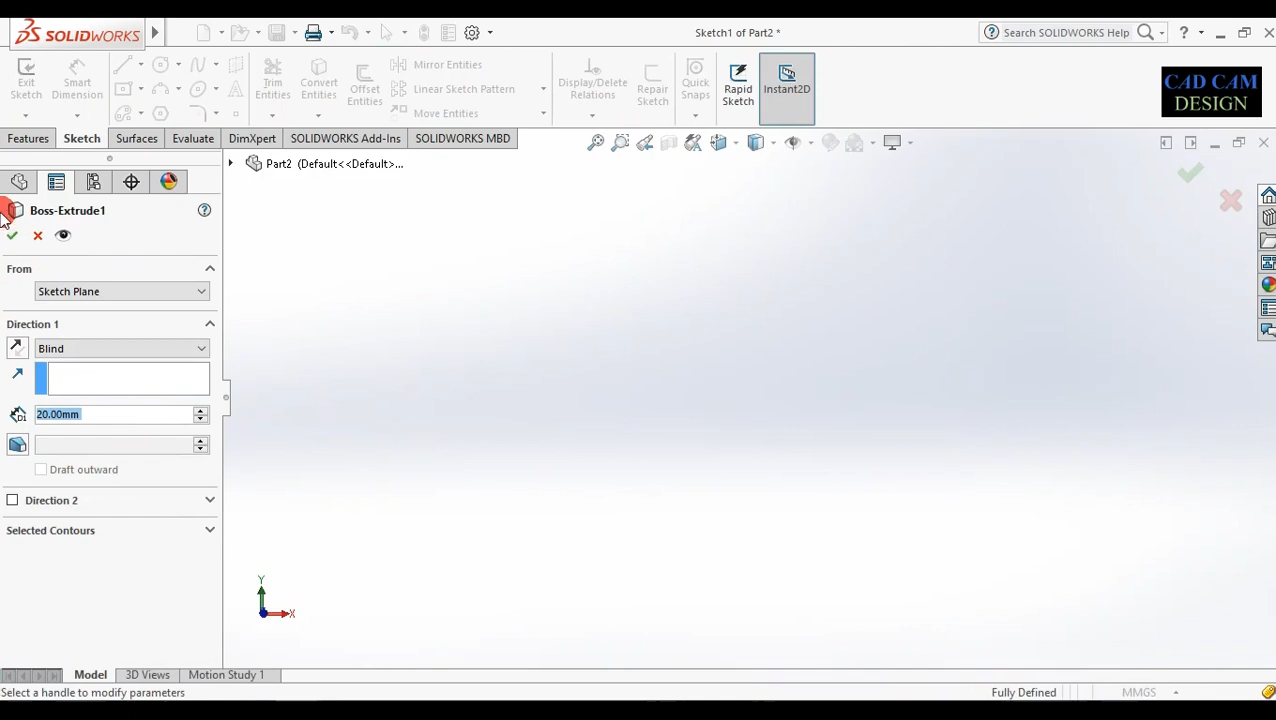 SOLIDWORKS
Sketch1 of Part2 *
Search SOLIDWORKS Help
?
Exit Sketch
Smart Dimension
Trim Entities
Convert Entities
Offset Entities
Mirror Entities
Linear Sketch Pattern
Move Entities
Display/Delete Relations
Repair Sketch
Quick Snaps
Rapid Sketch
Instant2D
CAD CAM
DESIGN
Features Sketch Surfaces Evaluate DimXpert SOLIDWORKS Add-Ins SOLIDWORKS MBD
Part2 (Default<<Default>...
Boss-Extrude1
?
From
Sketch Plane
Direction 1
Blind
D1
20.00mm
Draft outward
Direction 2
Selected Contours
Y
X
Model 3D Views Motion Study 1
Select a handle to modify parameters
Fully Defined
MMGS